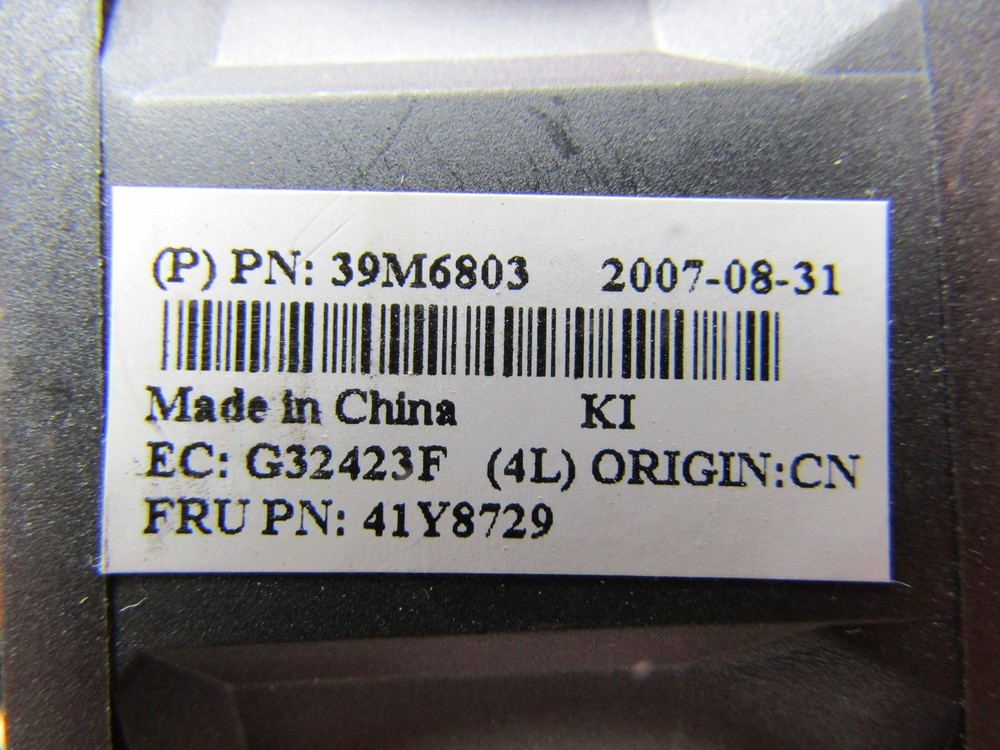 (P) PN: 39M6803 2007-08-31
Made in China KI
EC: G32423F (4L) ORIGIN:CN
FRU PN: 41Y8729